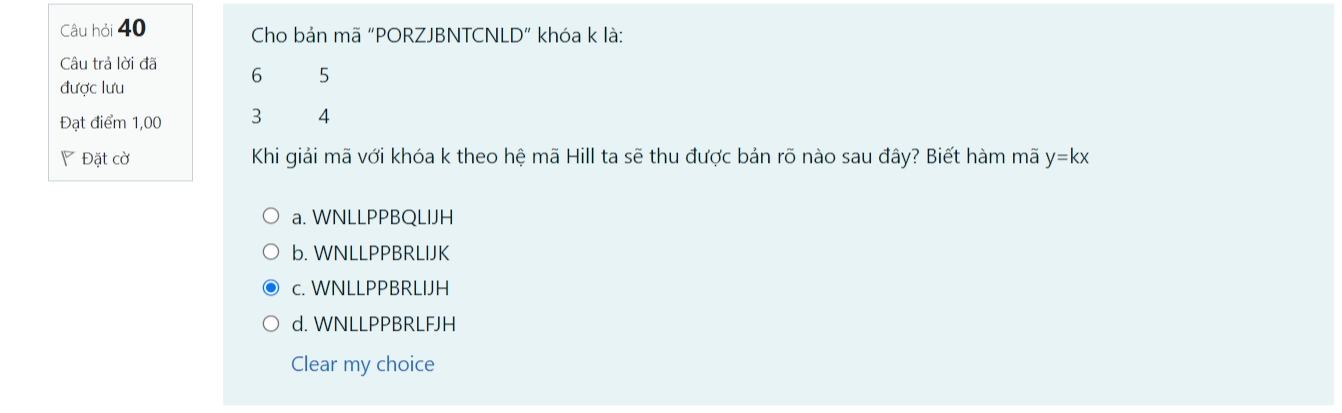 Câu hỏi 40
Câu trả lời đã
được lưu
Đạt điểm 1,00
Đặt cờ
Cho bản mã “PORZJBNTCNLD” khóa k là:
6 5
3 4
Khi giải mã với khóa k theo hệ mã Hill ta sẽ thu được bản rõ nào sau đây? Biết hàm mã y=kx
a. WNLLPPBQLIJH
b. WNLLPPBRLIJK
c. WNLLPPBRLIJH
d. WNLLPPBRLFJH
Clear my choice